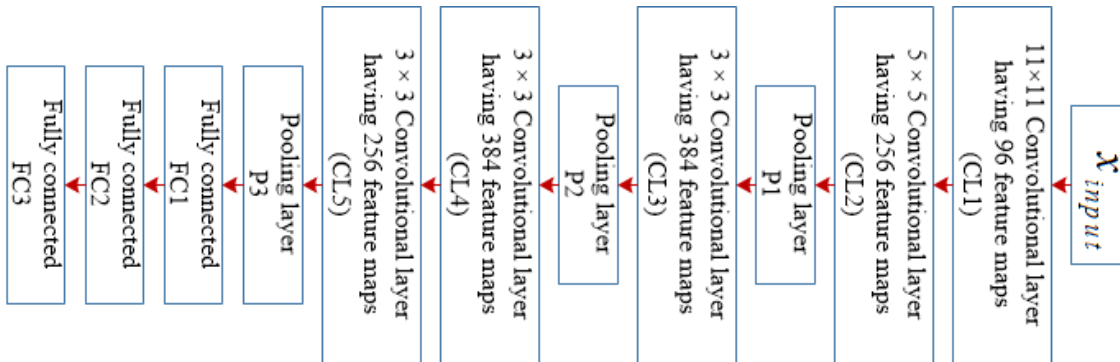 x input
11×11 Convolutional layer
having 96 feature maps
(CL1)
5 × 5 Convolutional layer
having 256 feature maps
(CL2)
Pooling layer
P1
3 × 3 Convolutional layer
having 384 feature maps
(CL3)
Pooling layer
P2
3 × 3 Convolutional layer
having 384 feature maps
(CL4)
3 × 3 Convolutional layer
having 256 feature maps
(CL5)
Pooling layer
P3
Fully connected
FC1
Fully connected
FC2
Fully connected
FC3